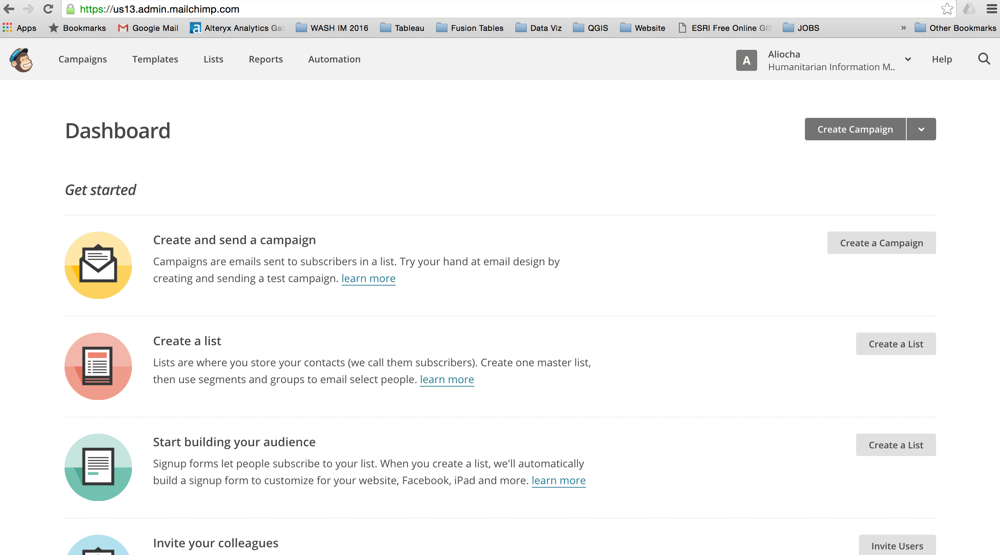 https://us13.admin.mailchimp.com
Apps Bookmarks Google Mail Alteryx Analytics Gal WASH IM 2016 Tableau Fusion Tables Data Viz QGIS Website ESRI Free Online GIS JOBS » Other Bookmarks
Campaigns Templates Lists Reports Automation A Aliocha Help
Humanitarian Information M..
Dashboard Create Campaign
Get started
Create and send a campaign Create a Campaign
Campaigns are emails sent to subscribers in a list. Try your hand at email design by
creating and sending a test campaign. learn more
Create a list Create a List
Lists are where you store your contacts (we call them subscribers). Create one master list,
then use segments and groups to email select people. learn more
Start building your audience Create a List
Signup forms let people subscribe to your list. When you create a list, we'll automatically
build a signup form to customize for your website, Facebook, iPad and more. learn more
Invite your colleagues Invite Users